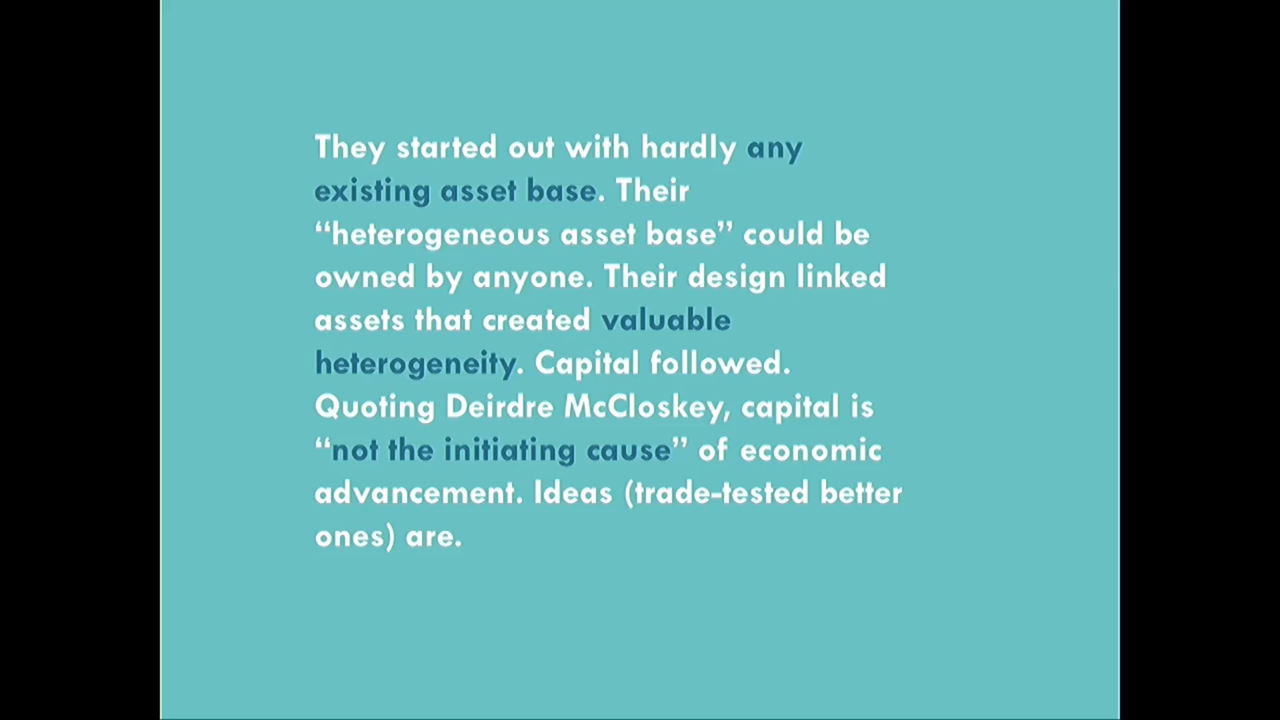 They started out with hardly any
existing asset base. Their
“heterogeneous asset base” could be
owned by anyone. Their design linked
assets that created valuable
heterogeneity. Capital followed.
Quoting Deirdre McCloskey, capital is
“not the initiating cause” of economic
advancement. Ideas (trade-tested better
ones) are.